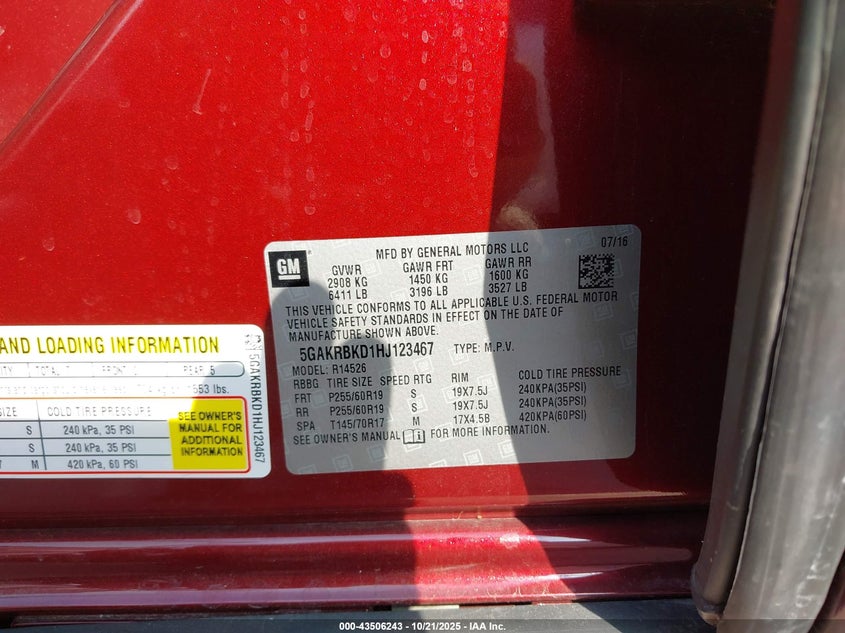 GM
MFD BY GENERAL MOTORS LLC 07/16
GVWR GAWR FRT GAWR RR
2908 KG 1450 KG 1600 KG
6411 LB 3196 LB 3527 LB
THIS VEHICLE CONFORMS TO ALL APPLICABLE U.S. FEDERAL MOTOR
VEHICLE SAFETY STANDARDS IN EFFECT ON THE DATE OF
MANUFACTURE SHOWN ABOVE.
5GAKRBKD1HJ123467 TYPE: M.P.V.
MODEL: R14526
RBBG TIRE SIZE SPEED RTG RIM COLD TIRE PRESSURE
FRT P255/60R19 S 19X7.5J 240KPA(35PSI)
RR P255/60R19 S 19X7.5J 240KPA(35PSI)
SPA T145/70R17 M 17X4.5B 420KPA(60PSI)
SEE OWNER'S MANUAL FOR MORE INFORMATION.
AND LOADING INFORMATION
TOTAL 7 FRONT REAR 5
lbs.
SIZE COLD TIRE PRESSURE
S 240 kPa, 35 PSI
S 240 kPa, 35 PSI
M 420 kPa, 60 PSI
SEE OWNER'S
MANUAL FOR
ADDITIONAL
INFORMATION
5GAKRBKD1HJ123467
000-43506243 - 10/21/2025 - IAA Inc.